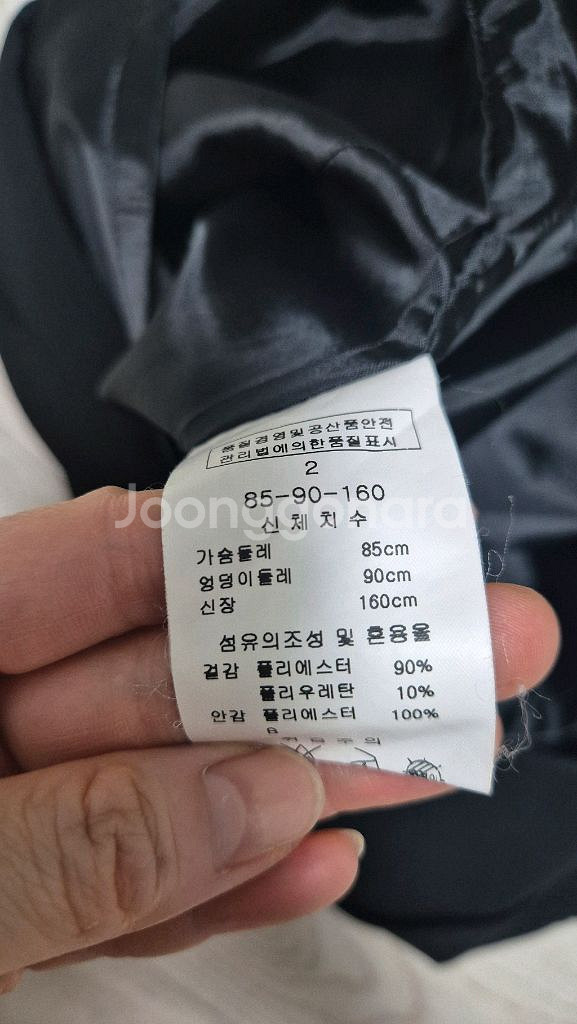 품질경영및공산품안전
관리법에의한품질표시
2
85-90-160
Joonggonara
신체치수
가슴둘레 85cm
엉덩이둘레 90cm
신장 160cm
섬유의조성 및 혼용율
겉감 폴리에스터 90%
폴리우레탄 10%
안감 폴리에스터 100%